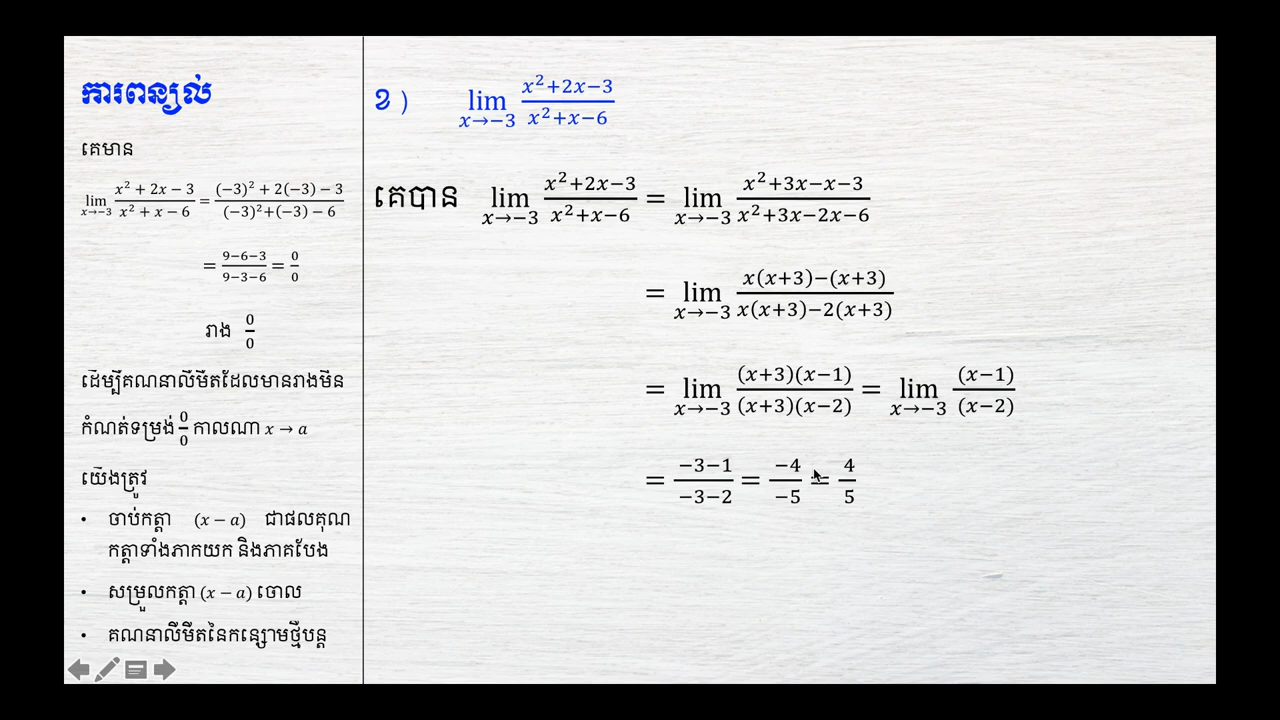 ការពន្យល់
គេមាន
lim x→−3 (x² + 2x − 3)/(x² + x − 6) = ((−3)² + 2(−3) − 3)/((−3)²+(−3) − 6)
= (9−6−3)/(9−3−6) = 0/0
រាង 0/0
ដើម្បីគណនាលីមីតដែលមានរាងមិន
កំណត់ទម្រង់ 0/0 កាលណា x → a
យើងត្រូវ
• ចាប់កត្តា (x − a) ជាផលគុណ
កត្តាទាំងភាកយក និងភាគបែង
• សម្រួលកត្តា (x − a) ចោល
• គណនាលីមីតនៃកន្សោមថ្មីបន្ត
ខ ) lim x→−3 (x²+2x−3)/(x²+x−6)
គេបាន lim x→−3 (x²+2x−3)/(x²+x−6) = lim x→−3 (x²+3x−x−3)/(x²+3x−2x−6)
= lim x→−3 (x(x+3)−(x+3))/(x(x+3)−2(x+3))
= lim x→−3 ((x+3)(x−1))/((x+3)(x−2)) = lim x→−3 (x−1)/(x−2)
= (−3−1)/(−3−2) = −4/−5 = 4/5